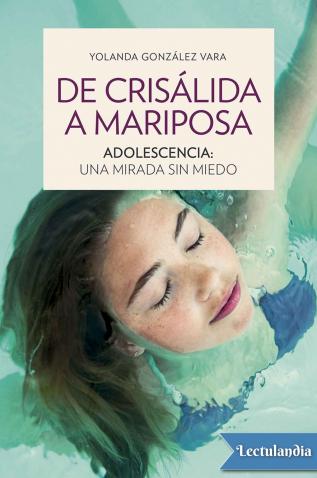 YOLANDA GONZÁLEZ VARA
DE CRISÁLIDA
A MARIPOSA
ADOLESCENCIA:
UNA MIRADA SIN MIEDO
Lectulandia